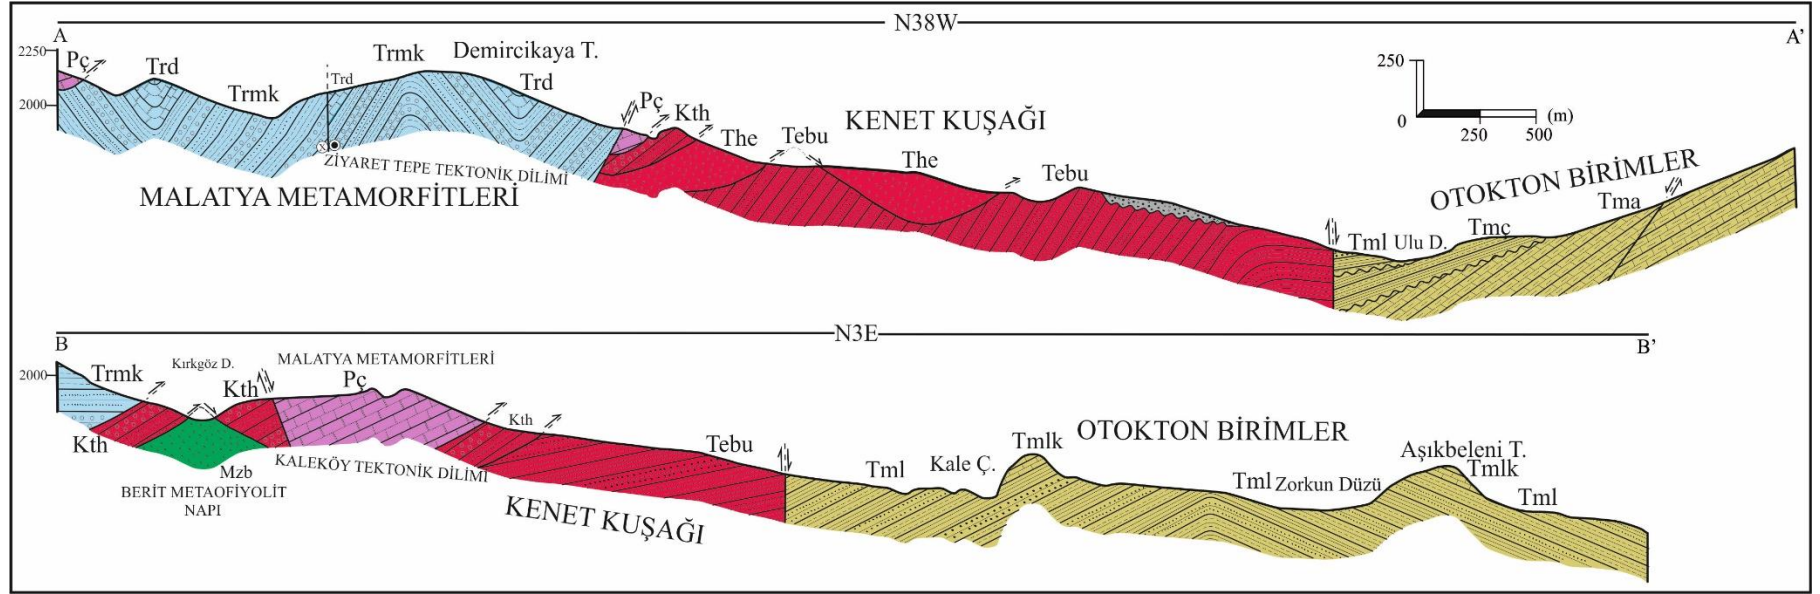 N38W
A
A'
2250
2000
Pç
Trd
Trmk
Trd
Trmk
Demircikaya T.
Trd
Pç
Kth
The
Tebu
KENET KUŞAĞI
The
Tebu
250
0
250
500
(m)
ZİYARET TEPE TEKTONİK DİLİMİ
MALATYA METAMORFİTLERİ
OTOKTON BİRİMLER
Tml
Ulu D.
Tmç
Tma
X
N3E
B
B'
2000
Trmk
Kırkgöz D.
MALATYA METAMORFİTLERİ
Kth
Pç
Kth
Kth
Mzb
KALEKÖY TEKTONİK DİLİMİ
BERİT METAOFİYOLİT
NAPI
KENET KUŞAĞI
Tebu
Tml
Kale Ç.
Tmlk
OTOKTON BİRİMLER
Tml
Zorkun Düzü
Aşıkbeleni T.
Tmlk
Tml